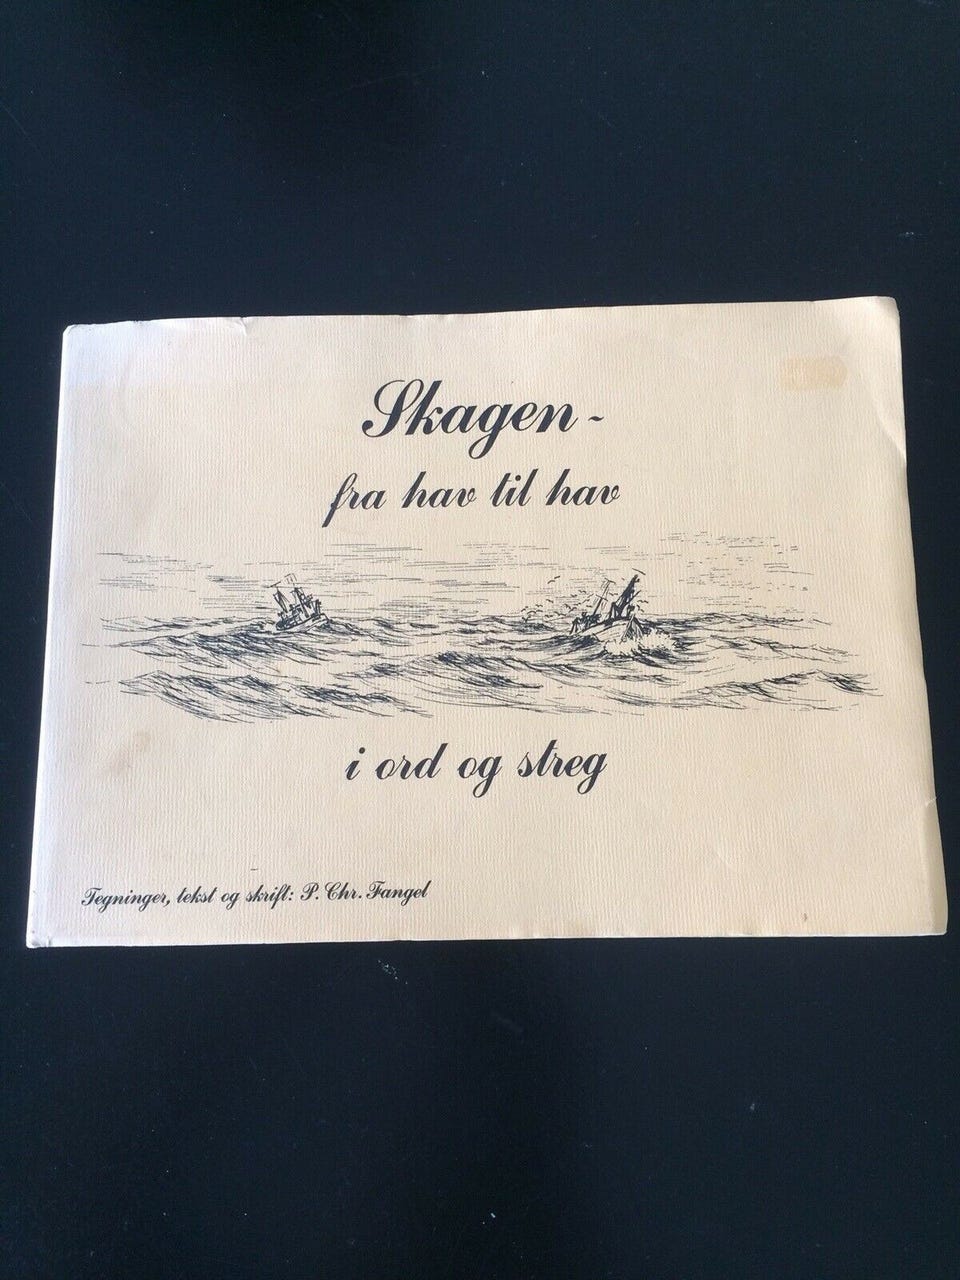 Skagen -
fra hav til hav
i ord og streg
Tegninger, tekst og skrift: P. Chr. Fangel